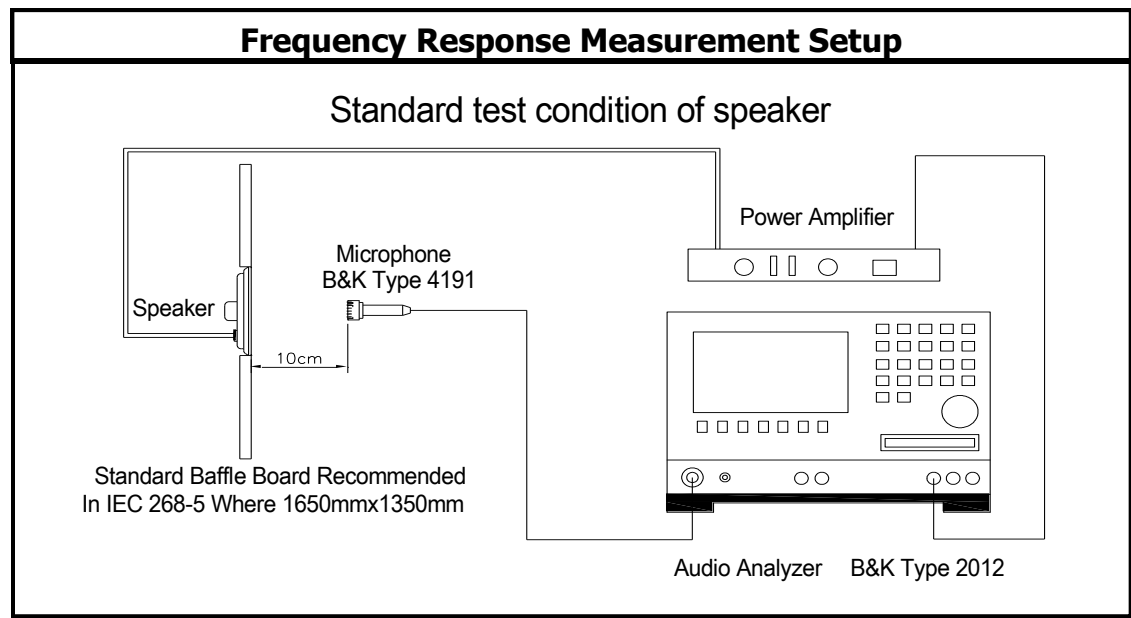 Frequency Response Measurement Setup
Standard test condition of speaker
Power Amplifier
Microphone
B&K Type 4191
Speaker
10cm
Standard Baffle Board Recommended
In IEC 268-5 Where 1650mmx1350mm
Audio Analyzer B&K Type 2012